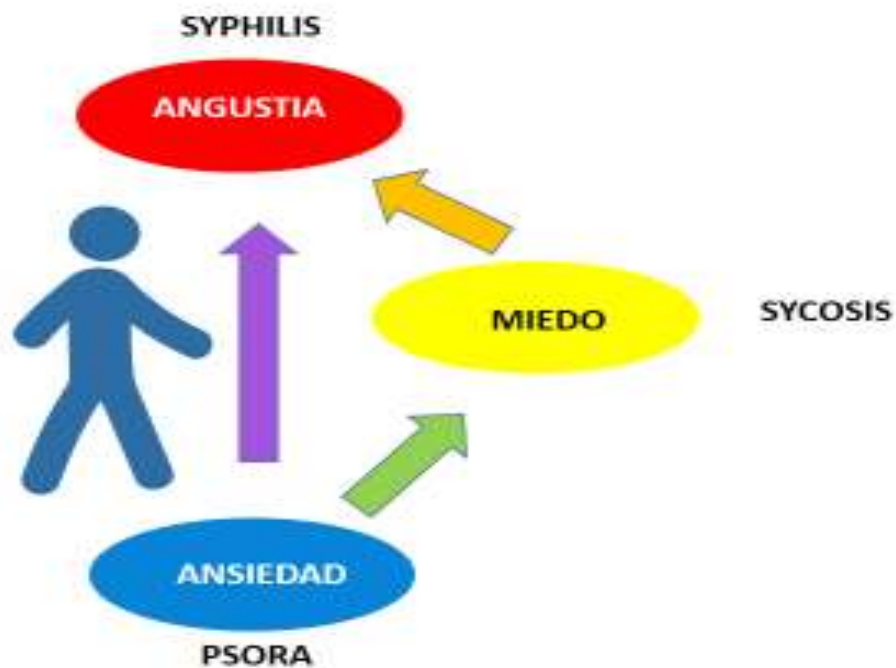 SYPHILIS
ANGUSTIA
MIEDO
SYCOSIS
ANSIEDAD
PSORA